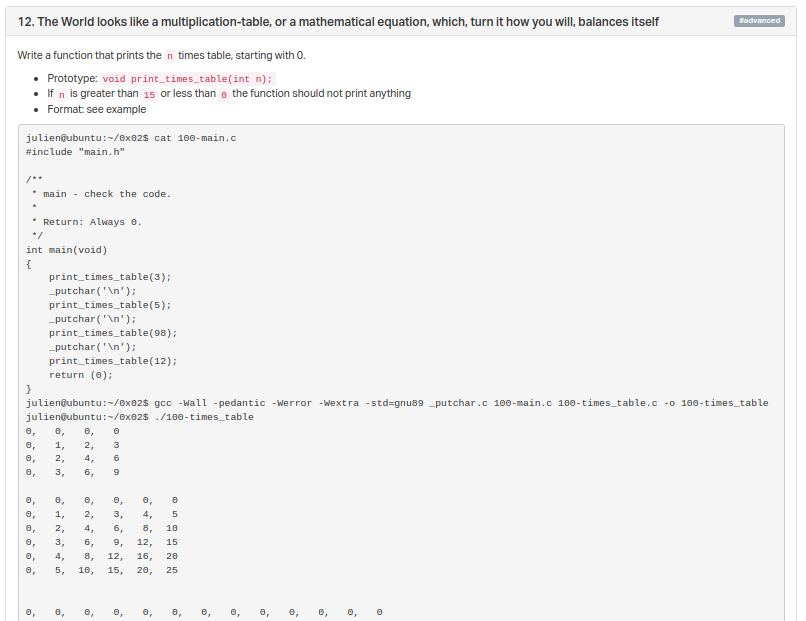 12. The World looks like a multiplication-table, or a mathematical equation, which, turn it how you will, balances itself
#advanced
Write a function that prints the n times table, starting with 0.
• Prototype: void print_times_table(int n);
• If n is greater than 15 or less than 0 the function should not print anything
• Format: see example
julien@ubuntu:~/0x02$ cat 100-main.c
#include "main.h"

/**
 * main - check the code.
 *
 * Return: Always 0.
 */
int main(void)
{
    print_times_table(3);
    _putchar('\n');
    print_times_table(5);
    _putchar('\n');
    print_times_table(98);
    _putchar('\n');
    print_times_table(12);
    return (0);
}
julien@ubuntu:~/0x02$ gcc -Wall -pedantic -Werror -Wextra -std=gnu89 _putchar.c 100-main.c 100-times_table.c -o 100-times_table
julien@ubuntu:~/0x02$ ./100-times_table
0,   0,   0,   0
0,   1,   2,   3
0,   2,   4,   6
0,   3,   6,   9

0,   0,   0,   0,   0,   0
0,   1,   2,   3,   4,   5
0,   2,   4,   6,   8,  10
0,   3,   6,   9,  12,  15
0,   4,   8,  12,  16,  20
0,   5,  10,  15,  20,  25


0,   0,   0,   0,   0,   0,   0,   0,   0,   0,   0,   0,   0